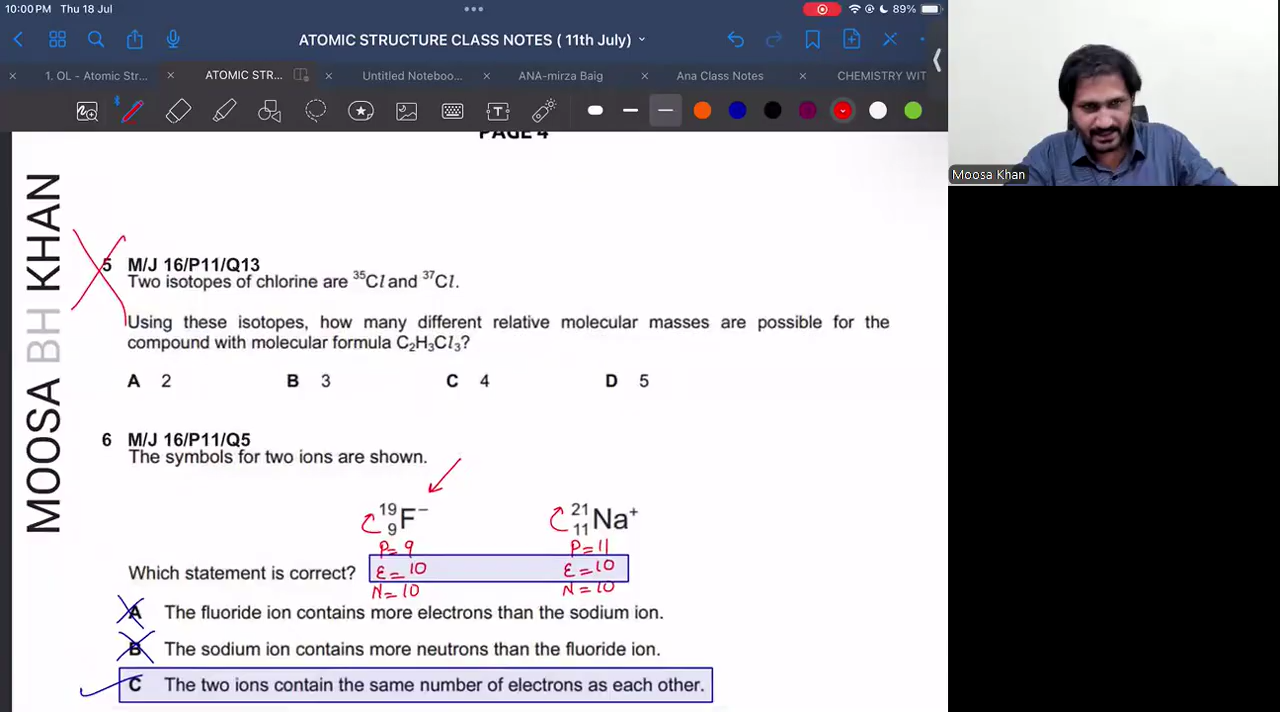 10:00 PM Thu 18 Jul
89%
ATOMIC STRUCTURE CLASS NOTES ( 11th July)
1. OL - Atomic Str...
ATOMIC STR...
Untitled Noteboo...
ANA-mirza Baig
Ana Class Notes
CHEMISTRY WIT
PAGE 4
MOOSA BH KHAN
5 M/J 16/P11/Q13
Two isotopes of chlorine are ³⁵Cl and ³⁷Cl.
Using these isotopes, how many different relative molecular masses are possible for the
compound with molecular formula C₂H₃Cl₃?
A 2 B 3 C 4 D 5
6 M/J 16/P11/Q5
The symbols for two ions are shown.
¹⁹₉F⁻ ²¹₁₁Na⁺
P= 9 P= 11
Which statement is correct? E= 10 E=10
N=10 N=10
A The fluoride ion contains more electrons than the sodium ion.
B The sodium ion contains more neutrons than the fluoride ion.
C The two ions contain the same number of electrons as each other.
Moosa Khan